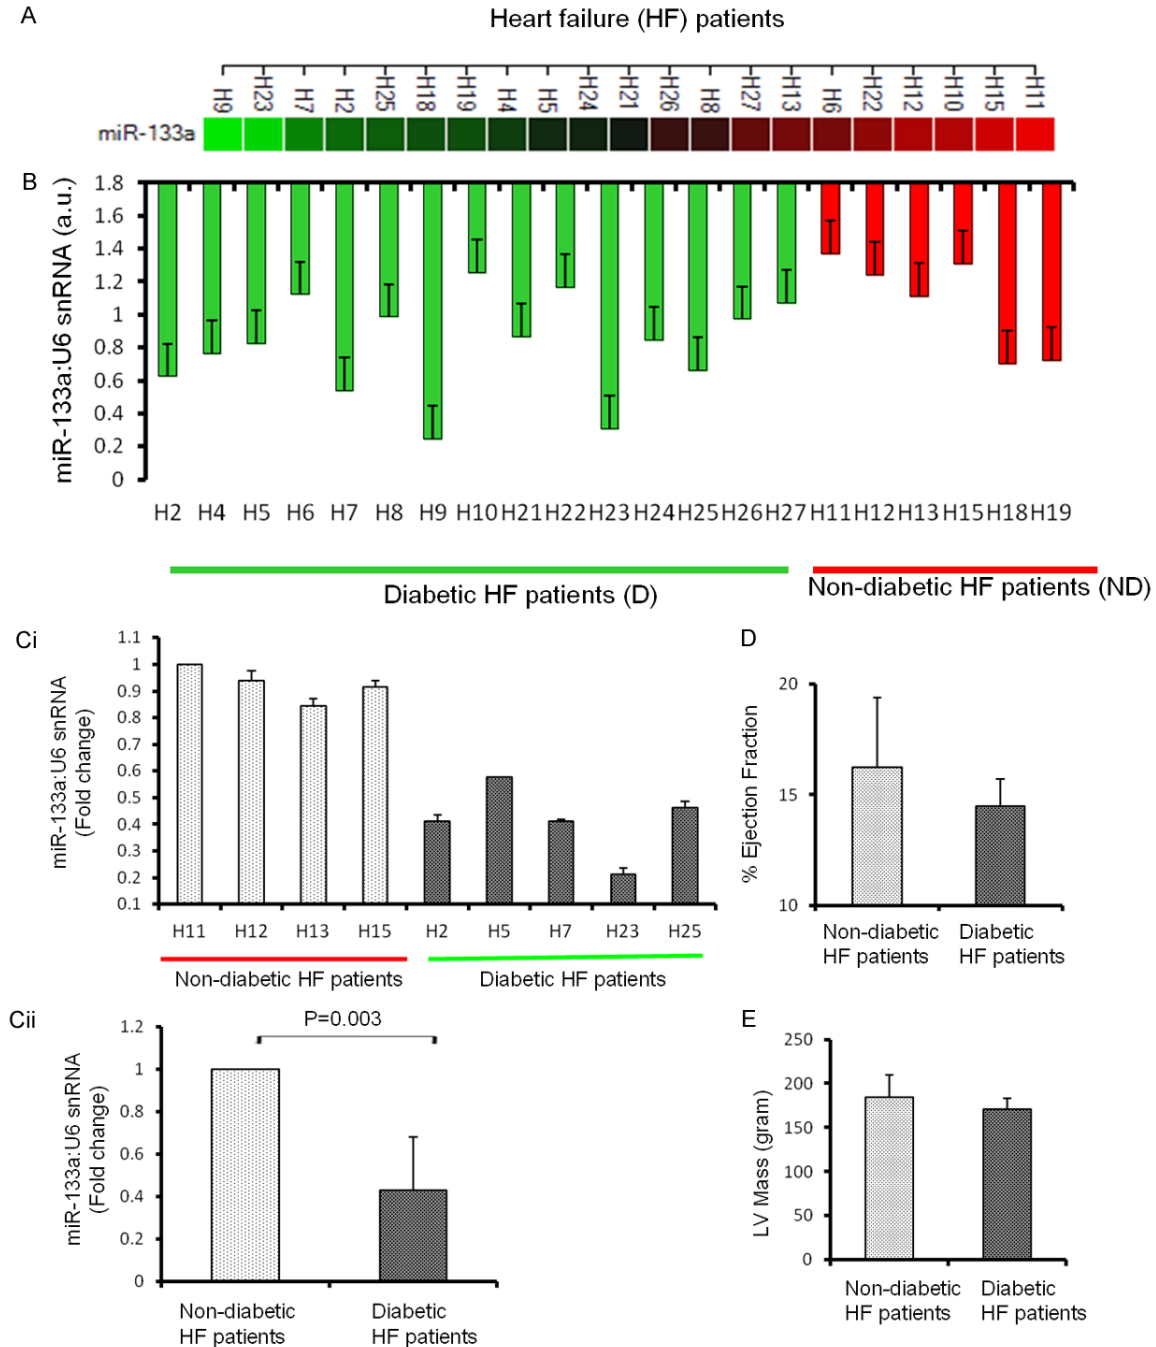 A
Heart failure (HF) patients
H9 H23 H7 H2 H25 H18 H19 H4 H5 H24 H21 H26 H8 H27 H13 H6 H22 H12 H10 H15 H11
miR-133a
B
miR-133a:U6 snRNA (a.u.)
1.8
1.6
1.4
1.2
1
0.8
0.6
0.4
0.2
0
H2 H4 H5 H6 H7 H8 H9 H10 H21 H22 H23 H24 H25 H26 H27 H11 H12 H13 H15 H18 H19
Diabetic HF patients (D)
Non-diabetic HF patients (ND)
Ci
miR-133a:U6 snRNA
(Fold change)
1.1
1
0.9
0.8
0.7
0.6
0.5
0.4
0.3
0.2
0.1
H11 H12 H13 H15 H2 H5 H7 H23 H25
Non-diabetic HF patients
Diabetic HF patients
D
% Ejection Fraction
20
15
10
Non-diabetic
HF patients
Diabetic
HF patients
Cii
miR-133a:U6 snRNA
(Fold change)
P=0.003
1.2
1
0.8
0.6
0.4
0.2
0
Non-diabetic
HF patients
Diabetic
HF patients
E
LV Mass (gram)
250
200
150
100
50
0
Non-diabetic
HF patients
Diabetic
HF patients